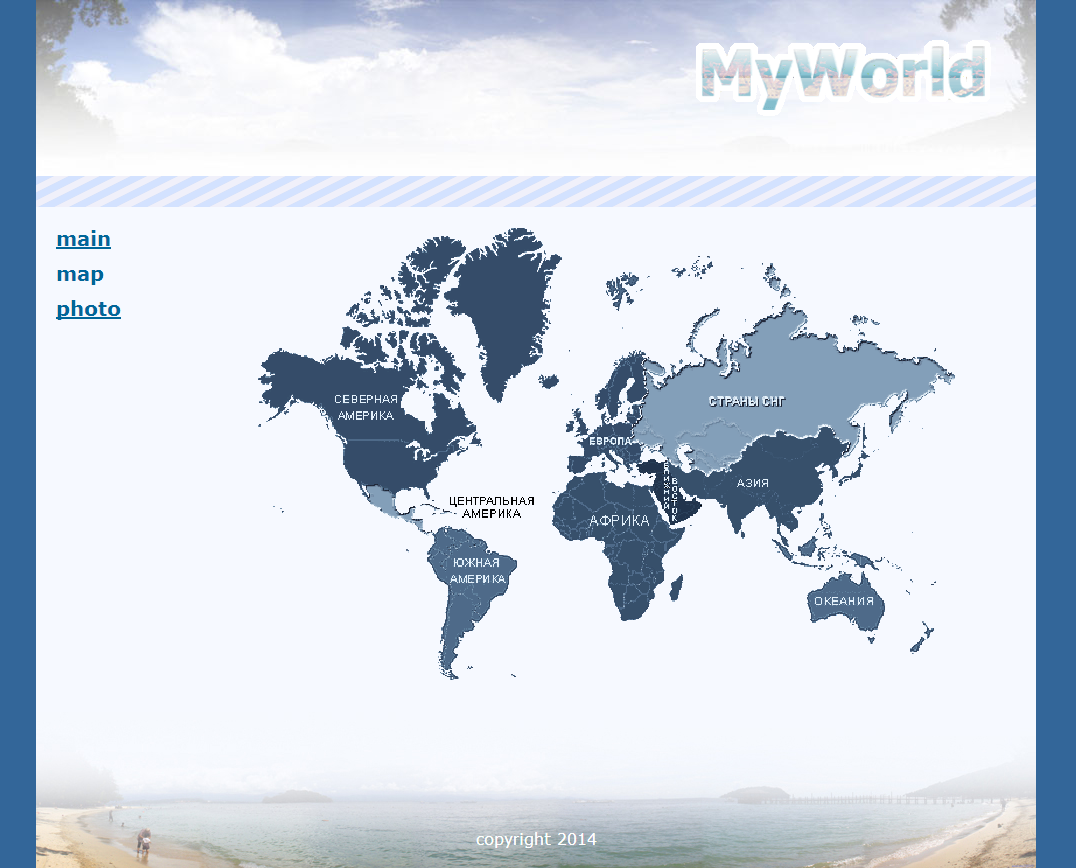 MyWorld
main
map
photo
СЕВЕРНАЯ
АМЕРИКА
СТРАНЫ СНГ
ЕВРОПА
БЛИЖНИЙ
ВОСТОК
АЗИЯ
ЦЕНТРАЛЬНАЯ
АМЕРИКА
АФРИКА
ЮЖНАЯ
АМЕРИКА
ОКЕАНИЯ
copyright 2014